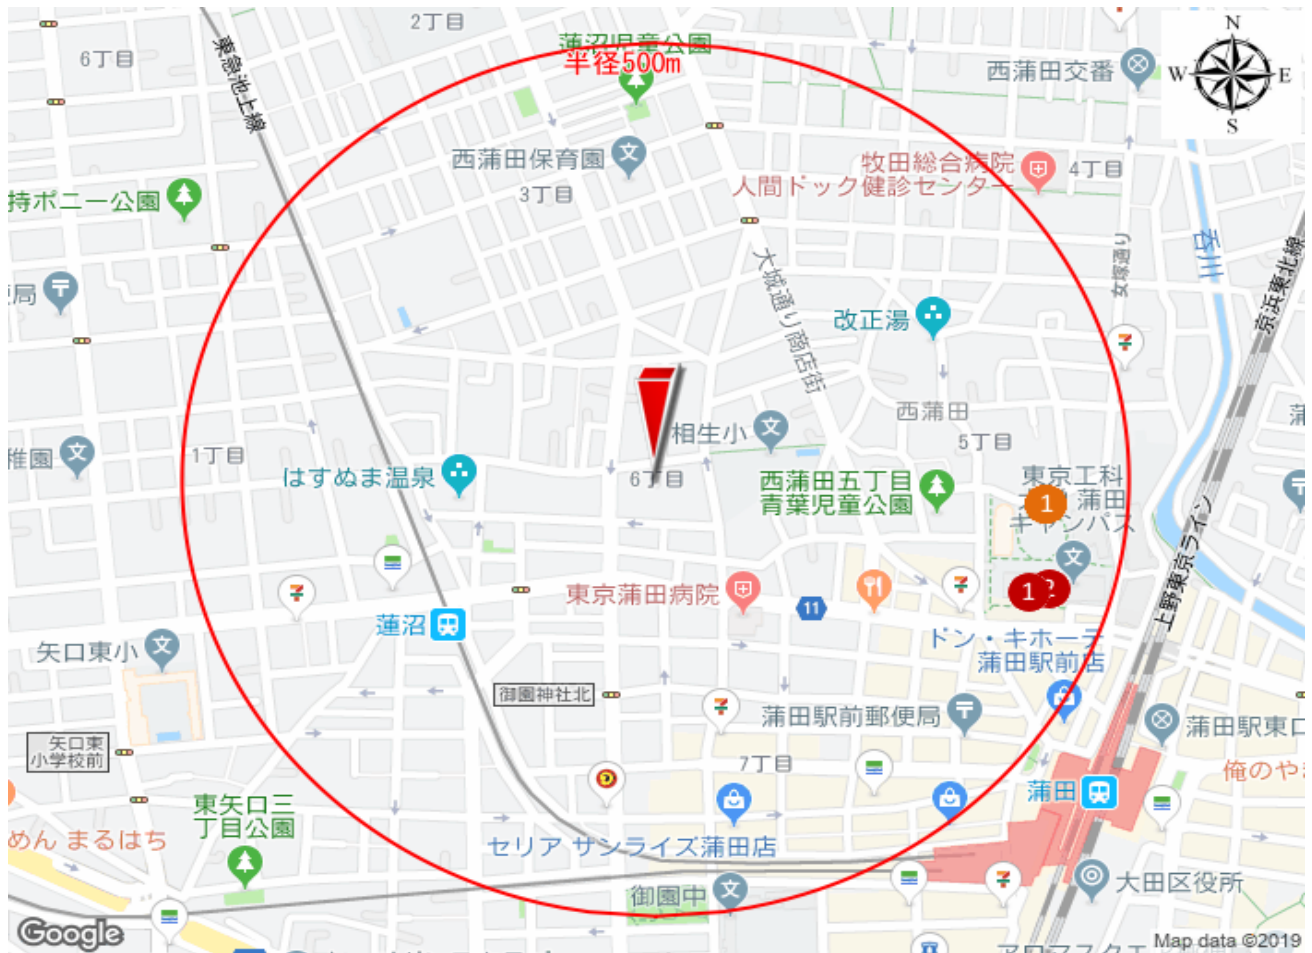 2丁目
蓮沼児童公園
半径500m
6丁目
東急池上線
西蒲田交番
N
W
E
S
西蒲田保育園
牧田総合病院
人間ドック健診センター
4丁目
3丁目
持ポニー公園
呑川
女塚通り
京浜東北線
大城通り商店街
局
改正湯
西蒲田
相生小
5丁目
稚園
1丁目
はすぬま温泉
6丁目
西蒲田五丁目
青葉児童公園
東京工科
蒲田
キャンパス
1
1
2
東京蒲田病院
11
上野東京ライン
蓮沼
矢口東小
ドン・キホーテ
蒲田駅前店
御園神社北
蒲田駅前郵便局
蒲田駅東口
矢口東
小学校前
7丁目
俺のや
蒲田
東矢口三
丁目公園
めん まるはち
セリア サンライズ蒲田店
御園中
大田区役所
Google
Map data ©2019